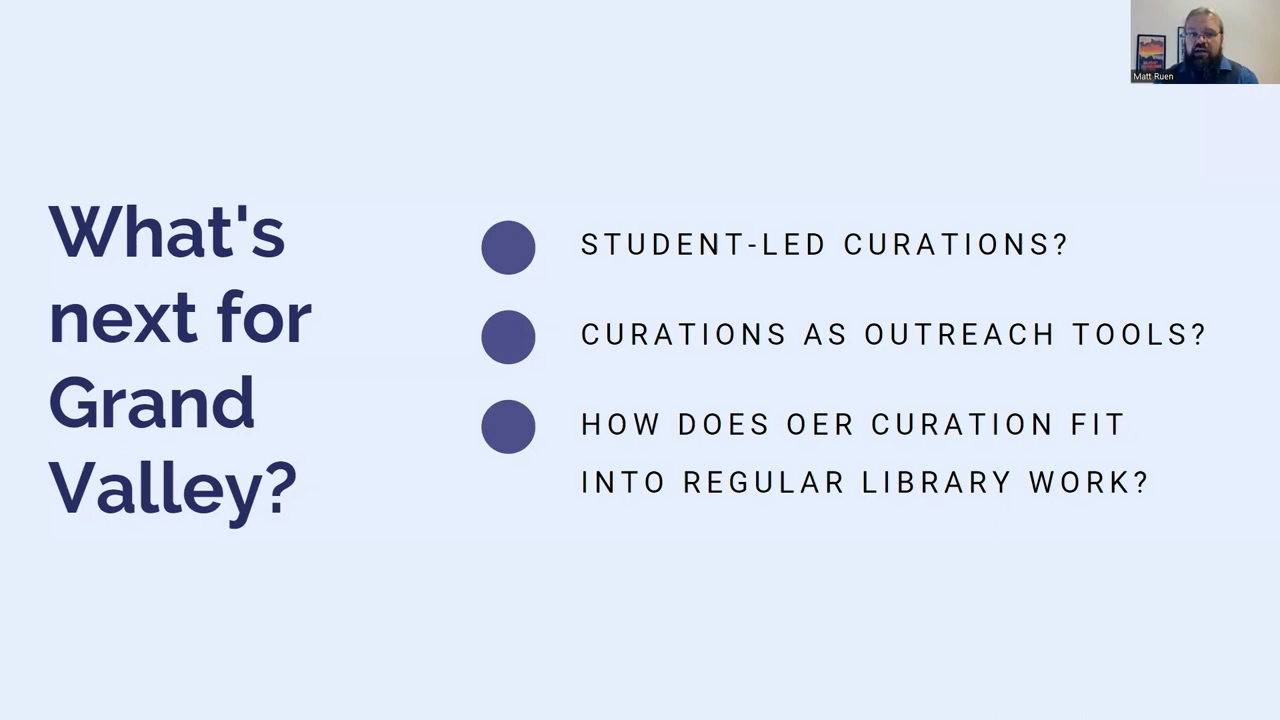 Matt Ruen
What's
next for
Grand
Valley?
STUDENT-LED CURATIONS?
CURATIONS AS OUTREACH TOOLS?
HOW DOES OER CURATION FIT
INTO REGULAR LIBRARY WORK?